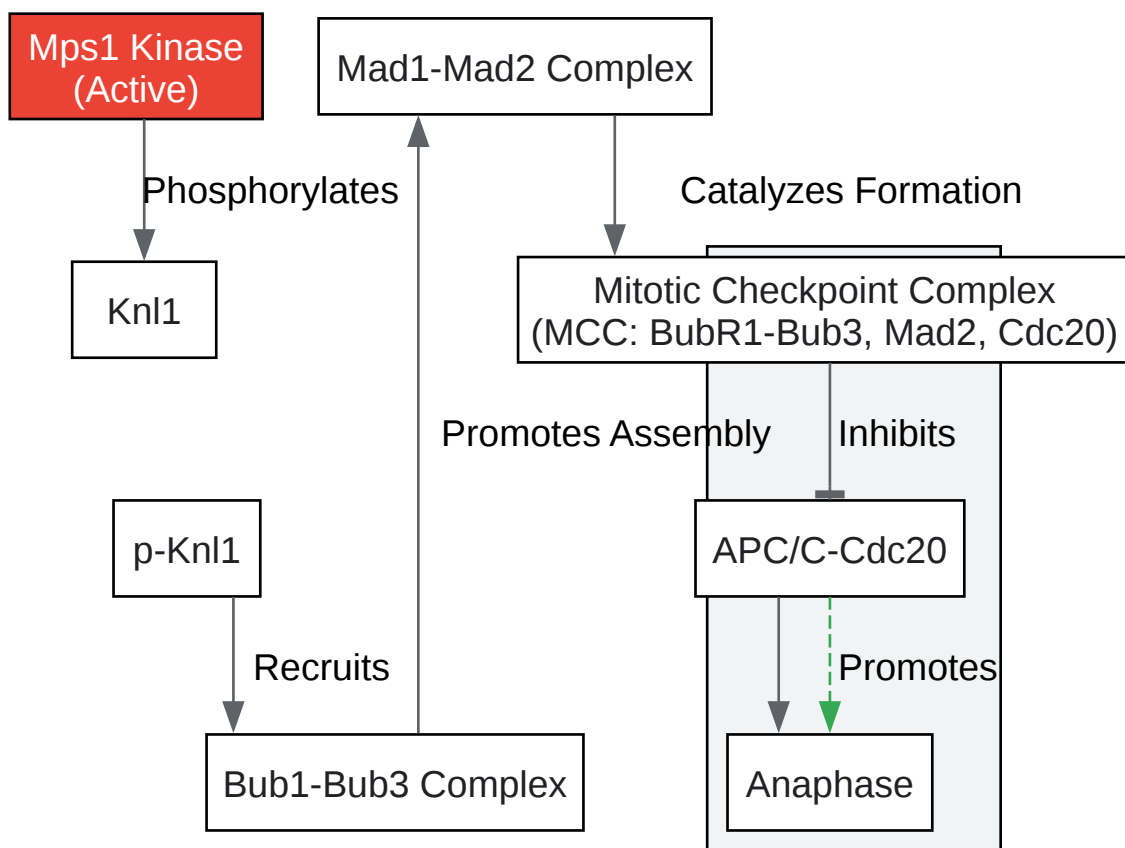 Mps1 Kinase
(Active)
Mad1-Mad2 Complex
Phosphorylates
Catalyzes Formation
Knl1
Mitotic Checkpoint Complex
(MCC: BubR1-Bub3, Mad2, Cdc20)
Promotes Assembly
Inhibits
p-Knl1
APC/C-Cdc20
Recruits
Promotes
Bub1-Bub3 Complex
Anaphase